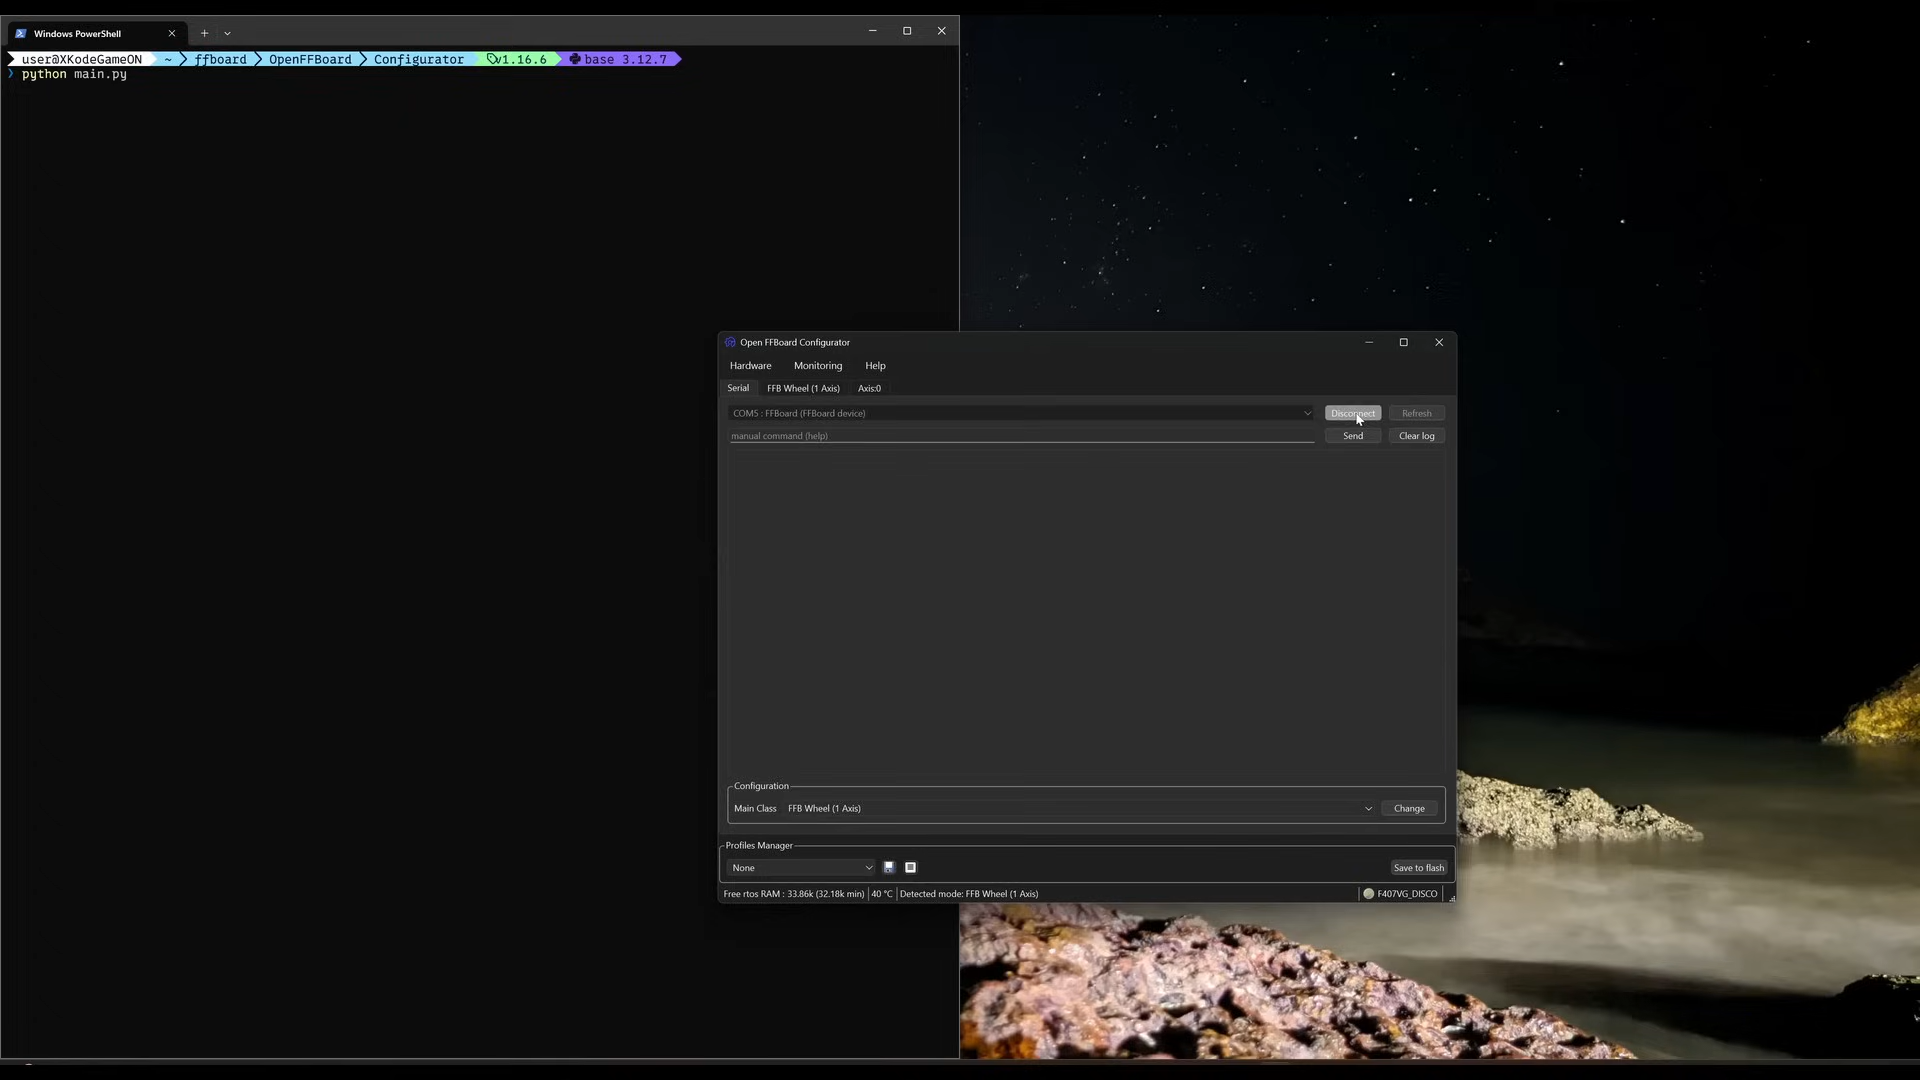 Windows PowerShell
user@XKodeGameON ~ ffboard OpenFFBoard Configurator v1.16.6 base 3.12.7
python main.py
Open FFBoard Configurator
Hardware Monitoring Help
Serial FFB Wheel (1 Axis) Axis:0
COM5 : FFBoard (FFBoard device) Disconnect Refresh
manual command (help) Send Clear log
Configuration
Main Class FFB Wheel (1 Axis) Change
Profiles Manager
None Save to flash
Free rtos RAM : 33.86k (32.18k min) 40 °C Detected mode: FFB Wheel (1 Axis) F407VG_DISCO